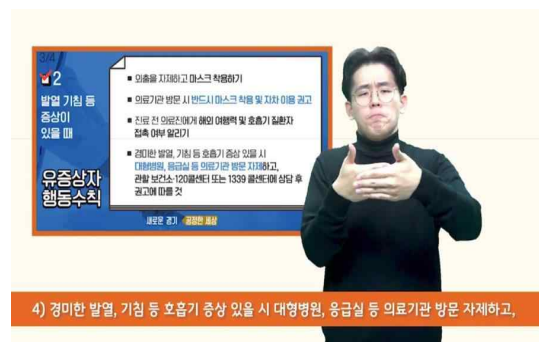 3/4
2
발열 기침 등
증상이
있을 때
유증상자
행동수칙
■ 외출을 자제하고 마스크 착용하기
■ 의료기관 방문 시 반드시 마스크 착용 및 자차 이용 권고
■ 진료 전 의료진에게 해외 여행력 및 호흡기 질환자
접촉 여부 알리기
■ 경미한 발열, 기침 등 호흡기 증상 있을 시
대형병원, 응급실 등 의료기관 방문 자제하고,
관할 보건소·120콜센터 또는 1339 콜센터에 상담 후
권고에 따를 것
새로운 경기 공정한 세상
4) 경미한 발열, 기침 등 호흡기 증상 있을 시 대형병원, 응급실 등 의료기관 방문 자제하고,